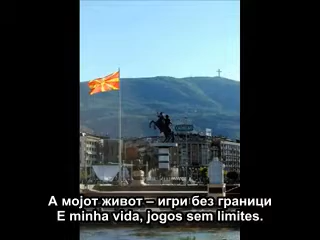 А мојот живот – игри без граници
E minha vida, jogos sem limites.